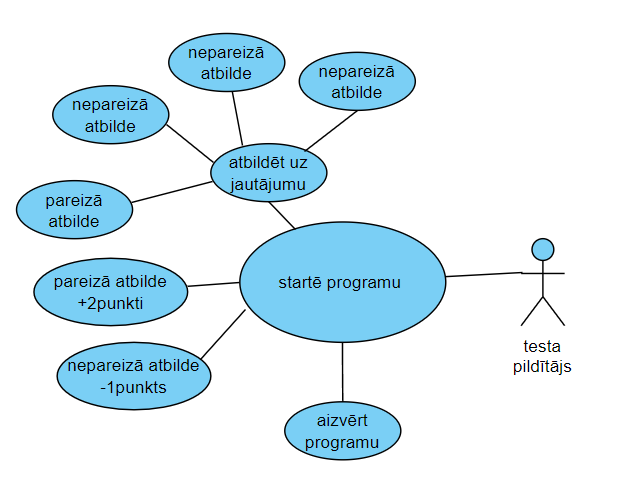 nepareizā
atbilde
nepareizā
atbilde
nepareizā
atbilde
atbildēt uz
jautājumu
pareizā
atbilde
pareizā atbilde
+2punkti
startē programu
nepareizā atbilde
-1punkts
testa
pildītājs
aizvērt
programu